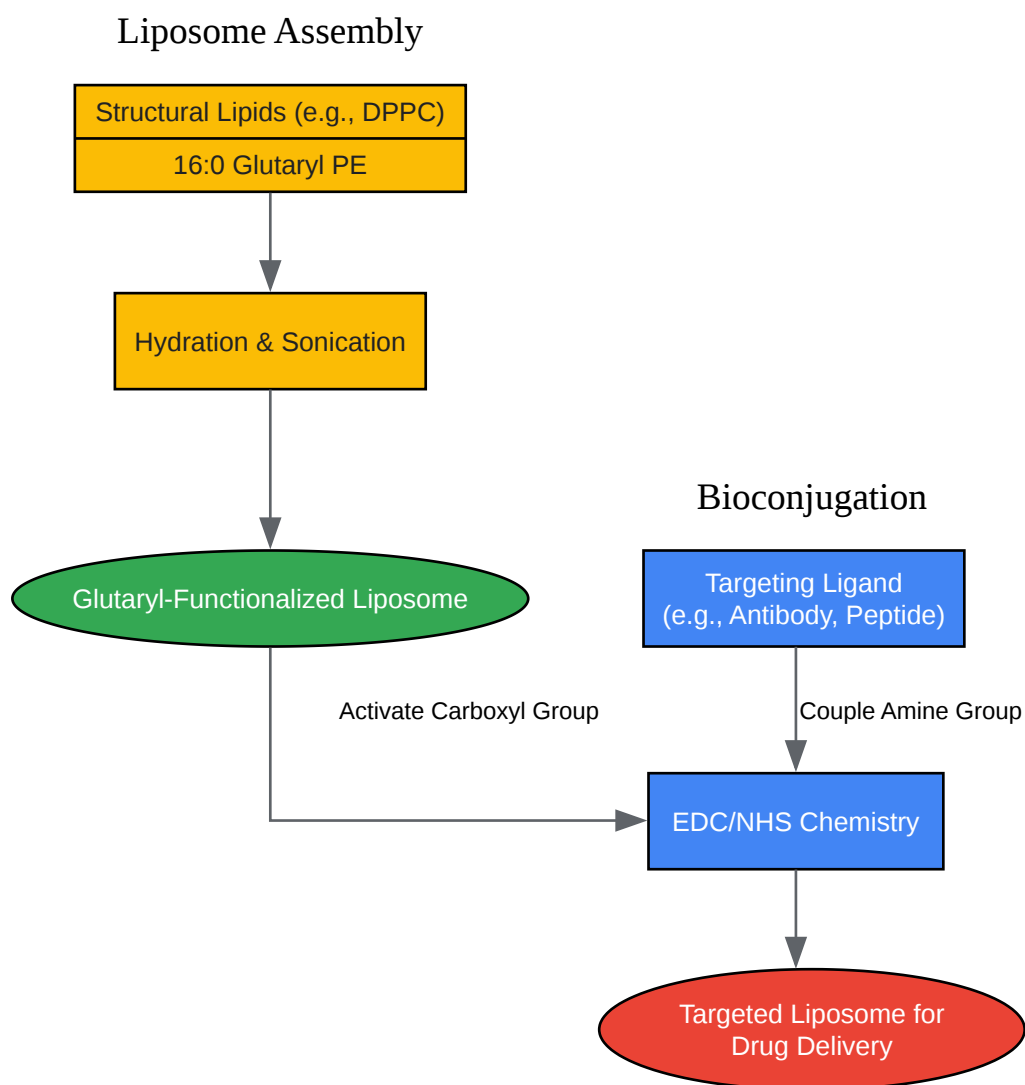 Liposome Assembly
Structural Lipids (e.g., DPPC)
16:0 Glutaryl PE
Hydration & Sonication
Glutaryl-Functionalized Liposome
Bioconjugation
Targeting Ligand
(e.g., Antibody, Peptide)
Activate Carboxyl Group
Couple Amine Group
EDC/NHS Chemistry
Targeted Liposome for
Drug Delivery